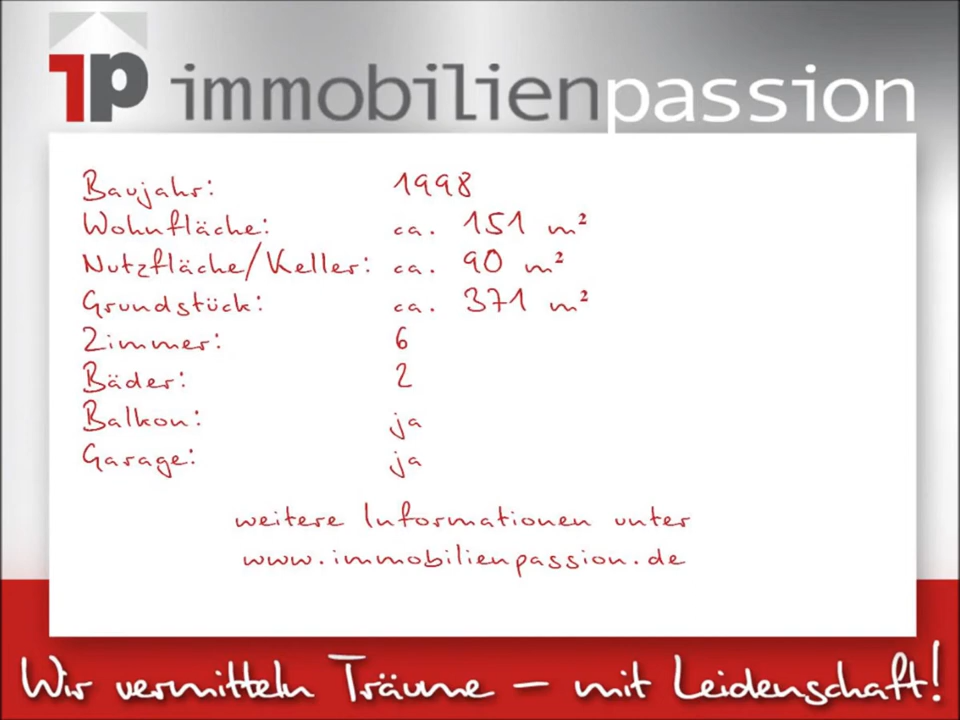 ip immobilienpassion
Baujahr: 1998
Wohnfläche: ca. 151 m²
Nutzfläche/Keller: ca. 90 m²
Grundstück: ca. 371 m²
Zimmer: 6
Bäder: 2
Balkon: ja
Garage: ja
weitere Informationen unter
www.immobilienpassion.de
Wir vermitteln Träume – mit Leidenschaft!